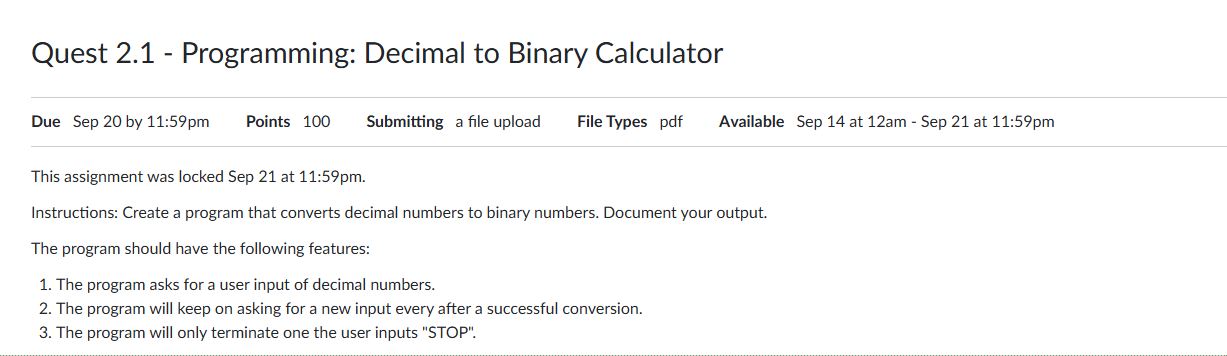 Quest 2.1 - Programming: Decimal to Binary Calculator
Due Sep 20 by 11:59pm Points 100 Submitting a file upload File Types pdf Available Sep 14 at 12am - Sep 21 at 11:59pm
This assignment was locked Sep 21 at 11:59pm.
Instructions: Create a program that converts decimal numbers to binary numbers. Document your output.
The program should have the following features:
1. The program asks for a user input of decimal numbers.
2. The program will keep on asking for a new input every after a successful conversion.
3. The program will only terminate one the user inputs "STOP".